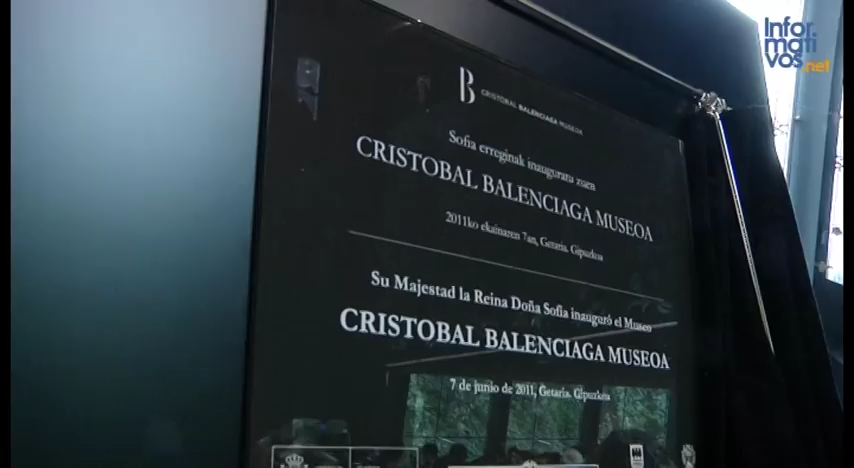 Infor.
mati
vos.net
B CRISTOBAL BALENCIAGA MUSEOA
Sofia erreginak inauguratu zuen
CRISTOBAL BALENCIAGA MUSEOA
2011ko ekainaren 7an, Getaria. Gipuzkoa
Su Majestad la Reina Doña Sofia inauguró el Museo
CRISTOBAL BALENCIAGA MUSEOA
7 de junio de 2011, Getaria. Gipuzkoa